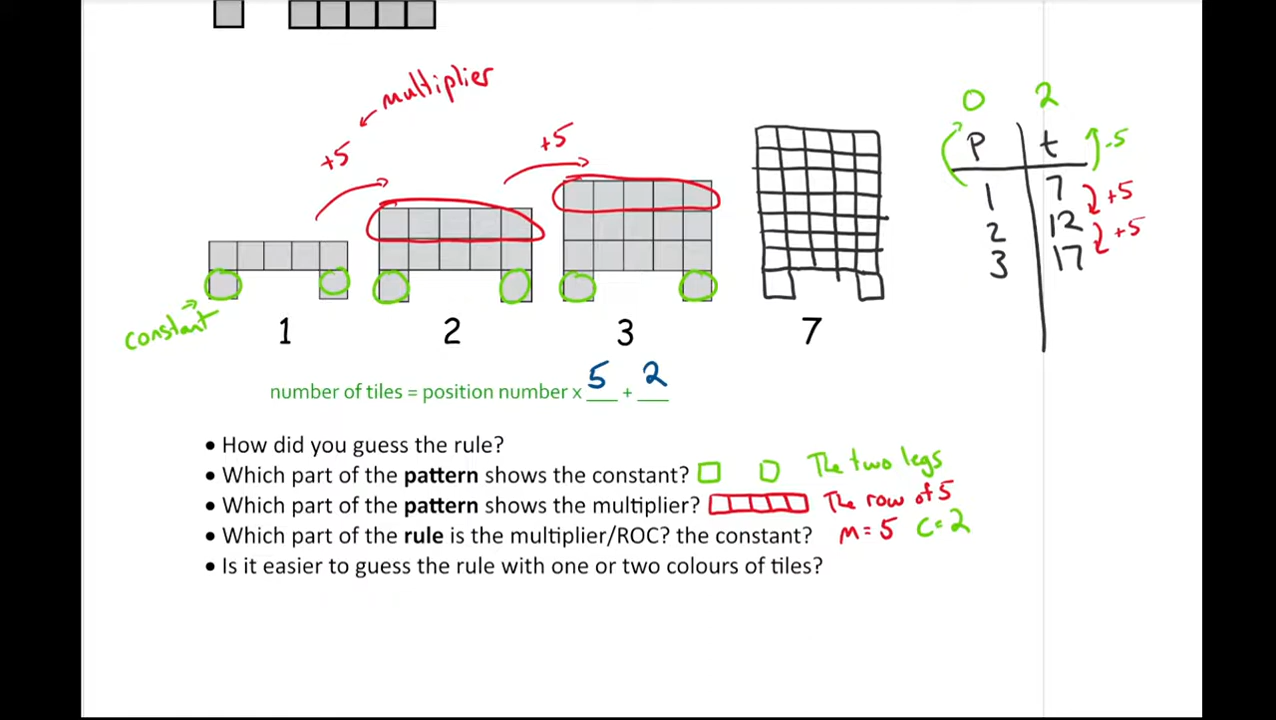 multiplier
+5
+5
0 2
P t
-5
1 7
+5
2 12
+5
3 17
constant
1 2 3 7
number of tiles = position number x 5 + 2
• How did you guess the rule?
• Which part of the pattern shows the constant? The two legs
• Which part of the pattern shows the multiplier? The row of 5
• Which part of the rule is the multiplier/ROC? the constant? m=5 C=2
• Is it easier to guess the rule with one or two colours of tiles?